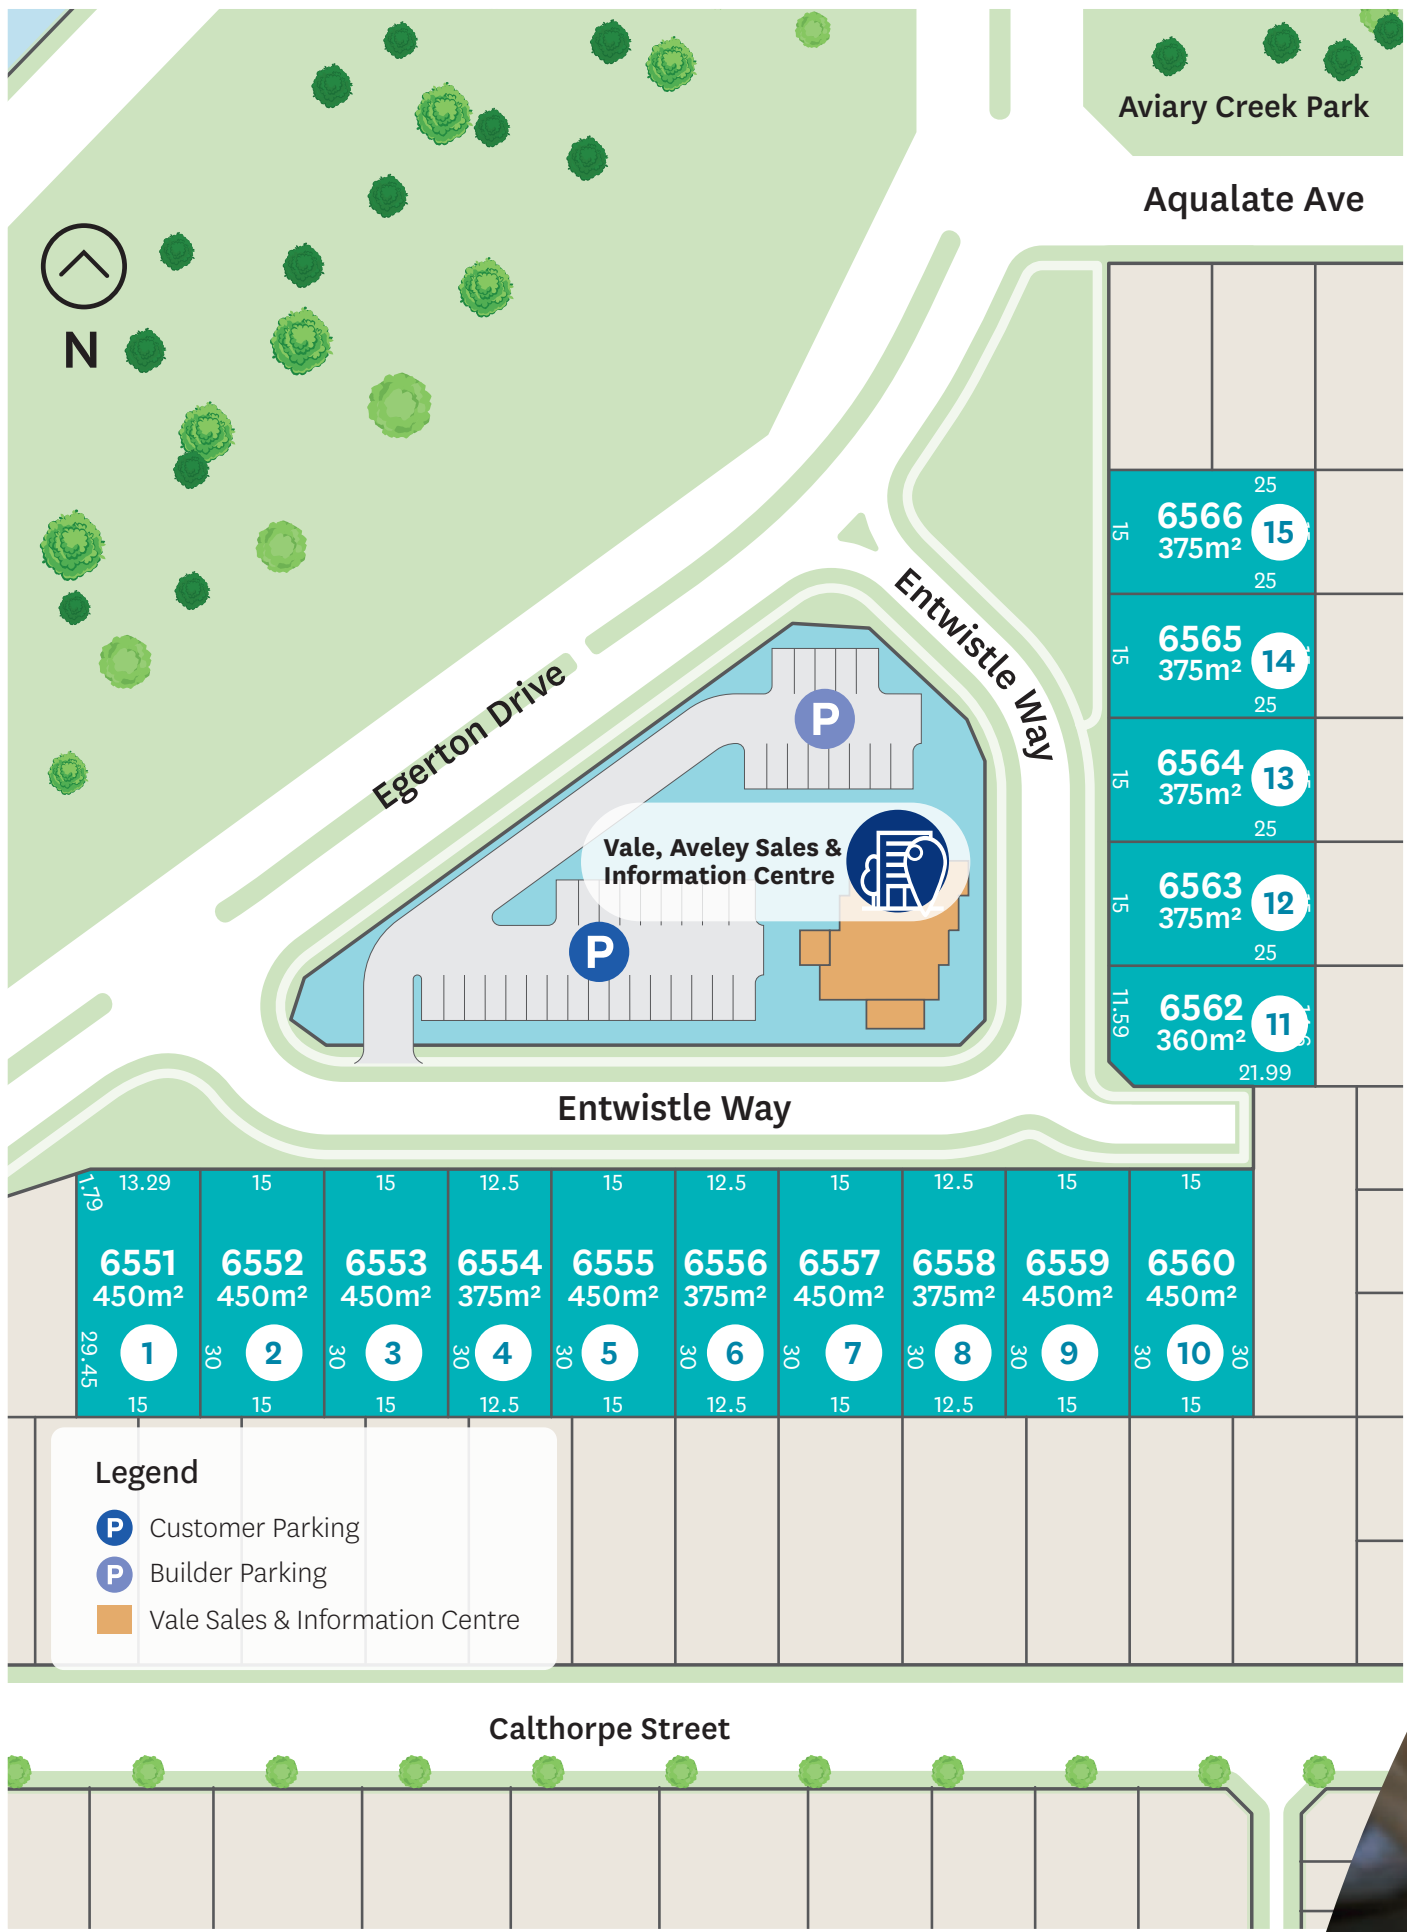 Aviary Creek Park
Aqualate Ave
N
25
6566
375m²
15
15
25
6565
375m²
15
14
25
6564
375m²
15
13
25
6563
375m²
15
12
25
6562
360m²
11.59
11
21.99
Entwistle Way
Egerton Drive
P
Vale, Aveley Sales &
Information Centre
P
Entwistle Way
1.79
13.29
15
15
12.5
15
12.5
15
12.5
15
15
6551
450m²
6552
450m²
6553
450m²
6554
375m²
6555
450m²
6556
375m²
6557
450m²
6558
375m²
6559
450m²
6560
450m²
29.45
1
30
2
30
3
30
4
30
5
30
6
30
7
30
8
30
9
30
10
30
15
15
15
12.5
15
12.5
15
12.5
15
15
Legend
P Customer Parking
P Builder Parking
Vale Sales & Information Centre
Calthorpe Street